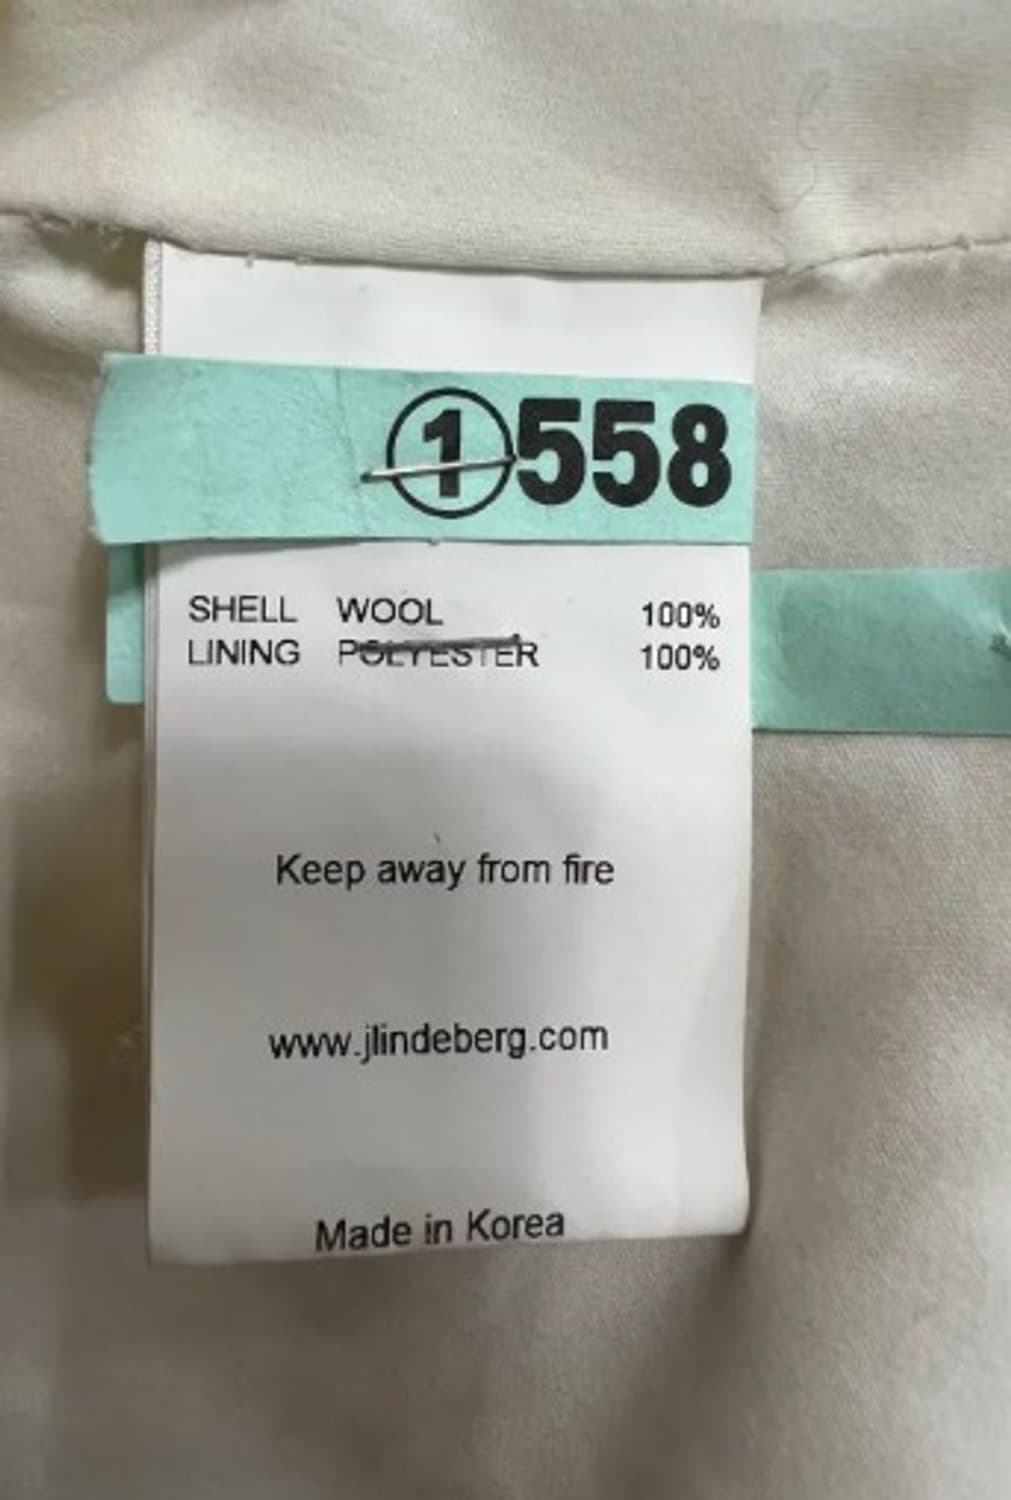 ①558
SHELL WOOL 100%
LINING POLYESTER 100%
Keep away from fire
www.jlindeberg.com
Made in Korea